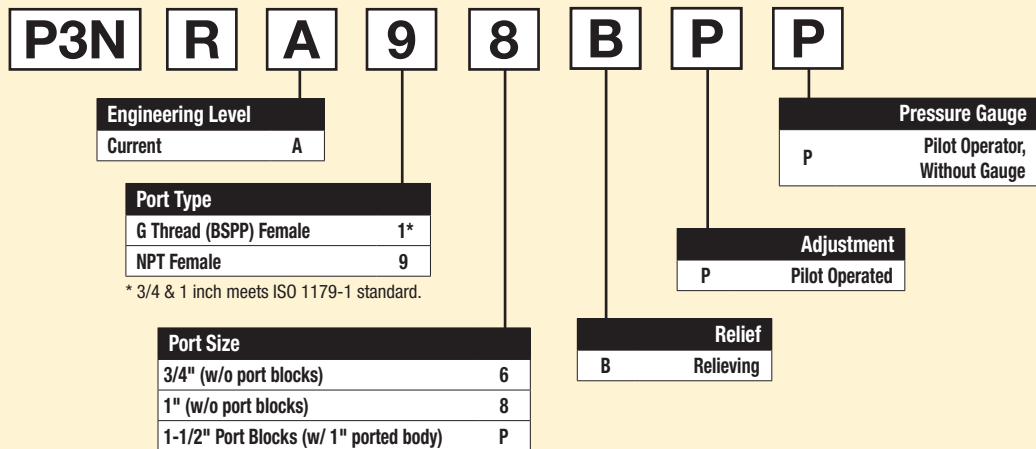 P3N R A 9 8 B P P
Engineering Level
Current A
Port Type
G Thread (BSPP) Female 1*
NPT Female 9
* 3/4 & 1 inch meets ISO 1179-1 standard.
Port Size
3/4" (w/o port blocks) 6
1" (w/o port blocks) 8
1-1/2" Port Blocks (w/ 1" ported body) P
Relief
B Relieving
Adjustment
P Pilot Operated
Pressure Gauge
P Pilot Operator,
Without Gauge